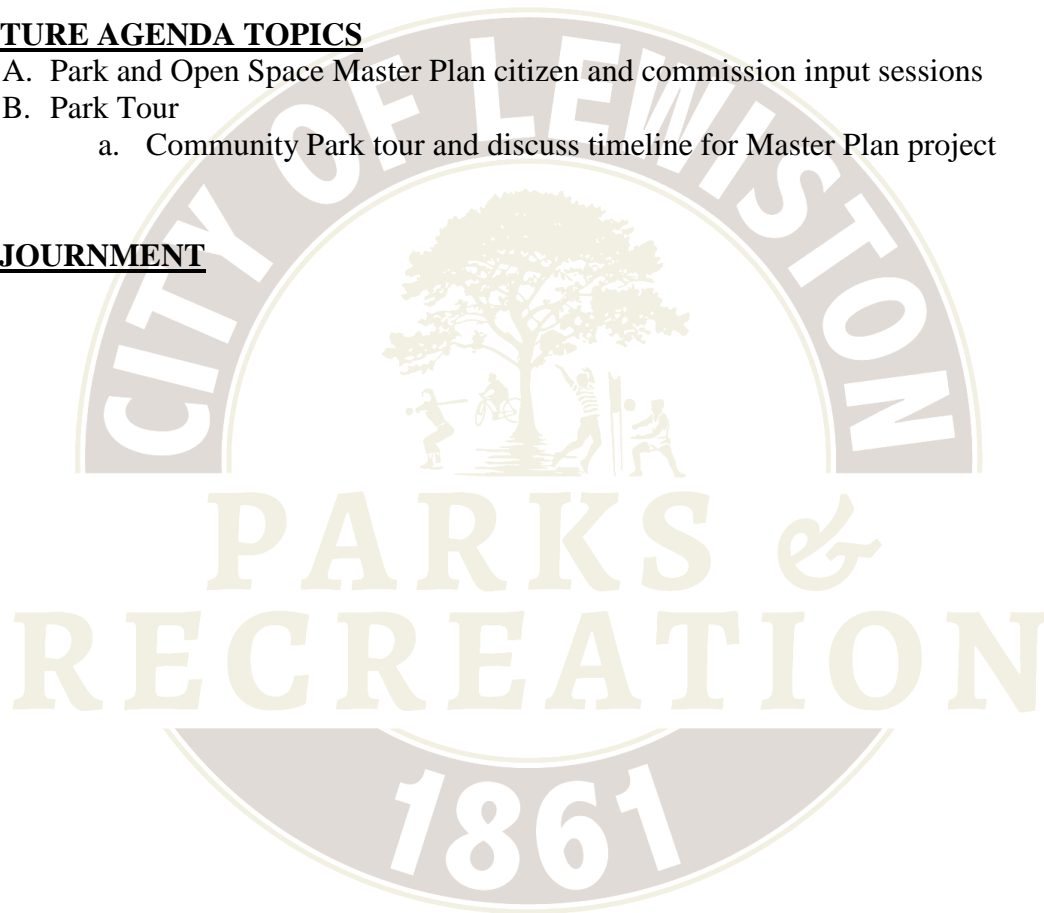 TURE AGENDA TOPICS
A. Park and Open Space Master Plan citizen and commission input sessions
B. Park Tour
a. Community Park tour and discuss timeline for Master Plan project
JOURNMENT
CITY OF LEWISTON
PARKS &
RECREATION
1861